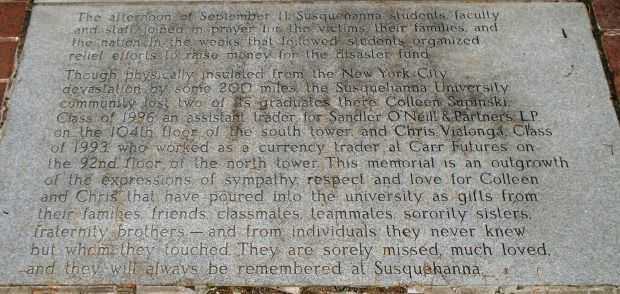 The afternoon of September 11, Susquehanna students, faculty
and staff joined in prayer for the victims, their families, and
the nation. In the weeks that followed students organized
relief efforts to raise money for the disaster fund.
Though physically insulated from the New York City
devastation by some 200 miles, the Susquehanna University
community lost two of its graduates there Colleen Supinski,
Class of 1996, an assistant trader for Sandler O'Neill & Partners, LP
on the 104th floor of the south tower, and Chris Vialonga, Class
of 1993, who worked as a currency trader at Carr Futures on
the 92nd floor of the north tower. This memorial is an outgrowth
of the expressions of sympathy, respect and love for Colleen
and Chris that have poured into the university as gifts from
their families, friends, classmates, teammates, sorority sisters,
fraternity brothers — and from individuals they never knew
but whom they touched. They are sorely missed, much loved,
and they will always be remembered at Susquehanna.